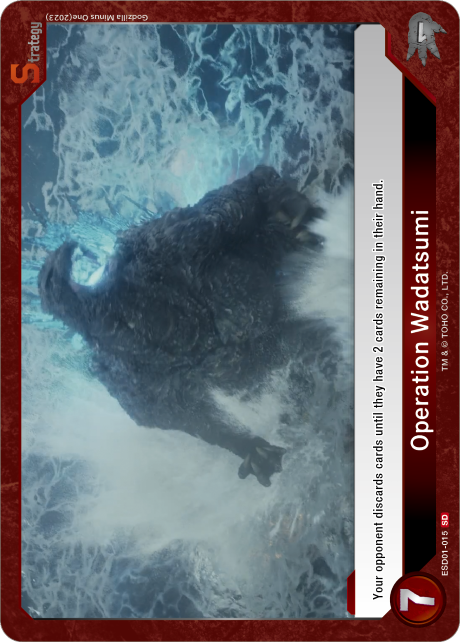 Strategy
Godzilla Minus One(2023)
1
Your opponent discards cards until they have 2 cards remaining in their hand.
7
Operation Wadatsumi
ESD01-015 SD
TM & © TOHO CO., LTD.